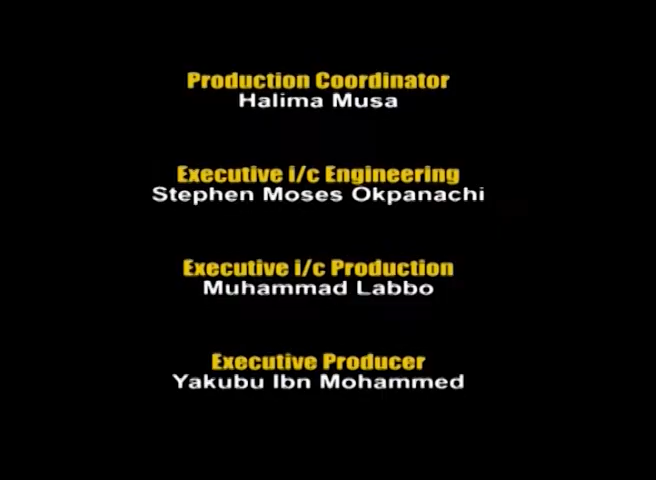 Production Coordinator
Halima Musa
Executive i/c Engineering
Stephen Moses Okpanachi
Executive i/c Production
Muhammad Labbo
Executive Producer
Yakubu Ibn Mohammed